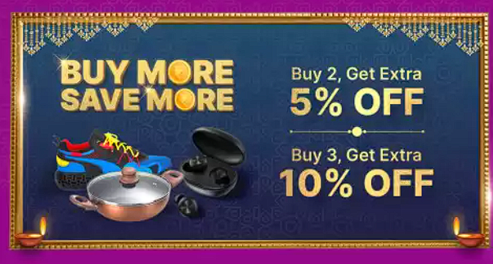 BUY MORE
SAVE MORE
Buy 2, Get Extra
5% OFF
Buy 3, Get Extra
10% OFF